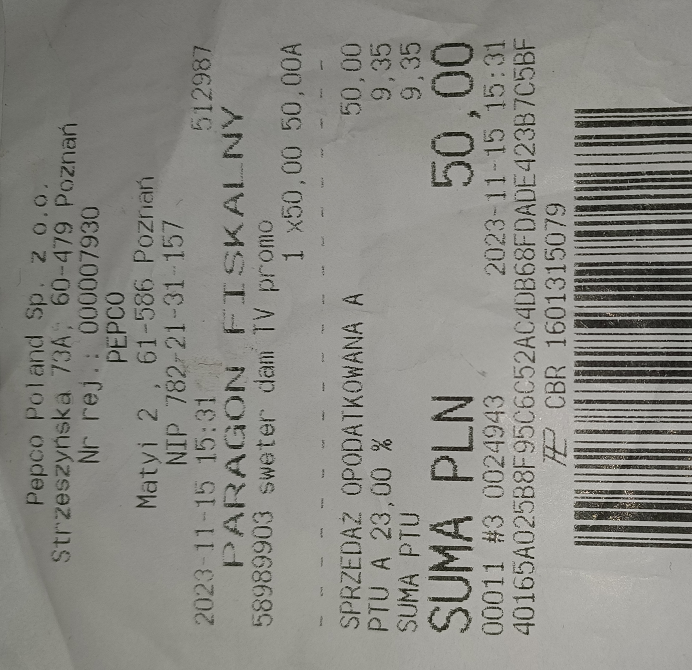 Pepco Poland Sp. z o.o.
Strzeszyńska 73A, 60-479 Poznań
Nr rej.: 000007930
PEPCO
Matyi 2 , 61-586 Poznań
NIP 782-21-31-157
2023-11-15 15:31 512987
PARAGON FISKALNY
58989903 sweter dam TV promo
1 x50,00 50,00A
- - - - - - - - - - - - - - - - -
SPRZEDAŻ OPODATKOWANA A 50,00
PTU A 23,00 % 9,35
SUMA PTU 9,35
SUMA PLN 50,00
00011 #3 0024943 2023-11-15 15:31
40165A025B8F95C6C52AC4DB68FDADE423B7C5BF
CBR 1601315079